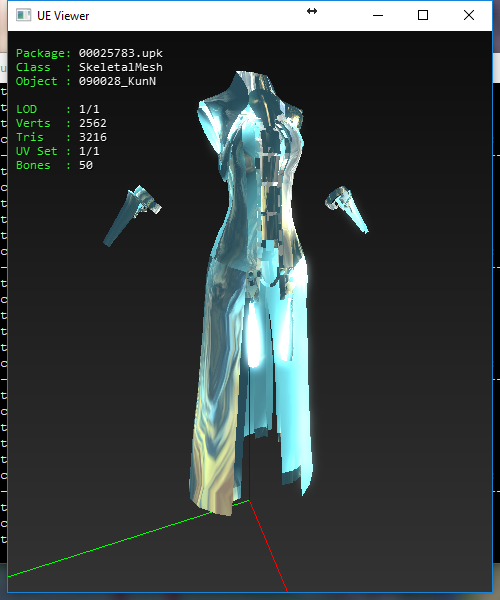 UE Viewer
Package: 00025783.upk
Class  : SkeletalMesh
Object : 090028_KunN
LOD    : 1/1
Verts  : 2562
Tris   : 3216
UV Set : 1/1
Bones  : 50